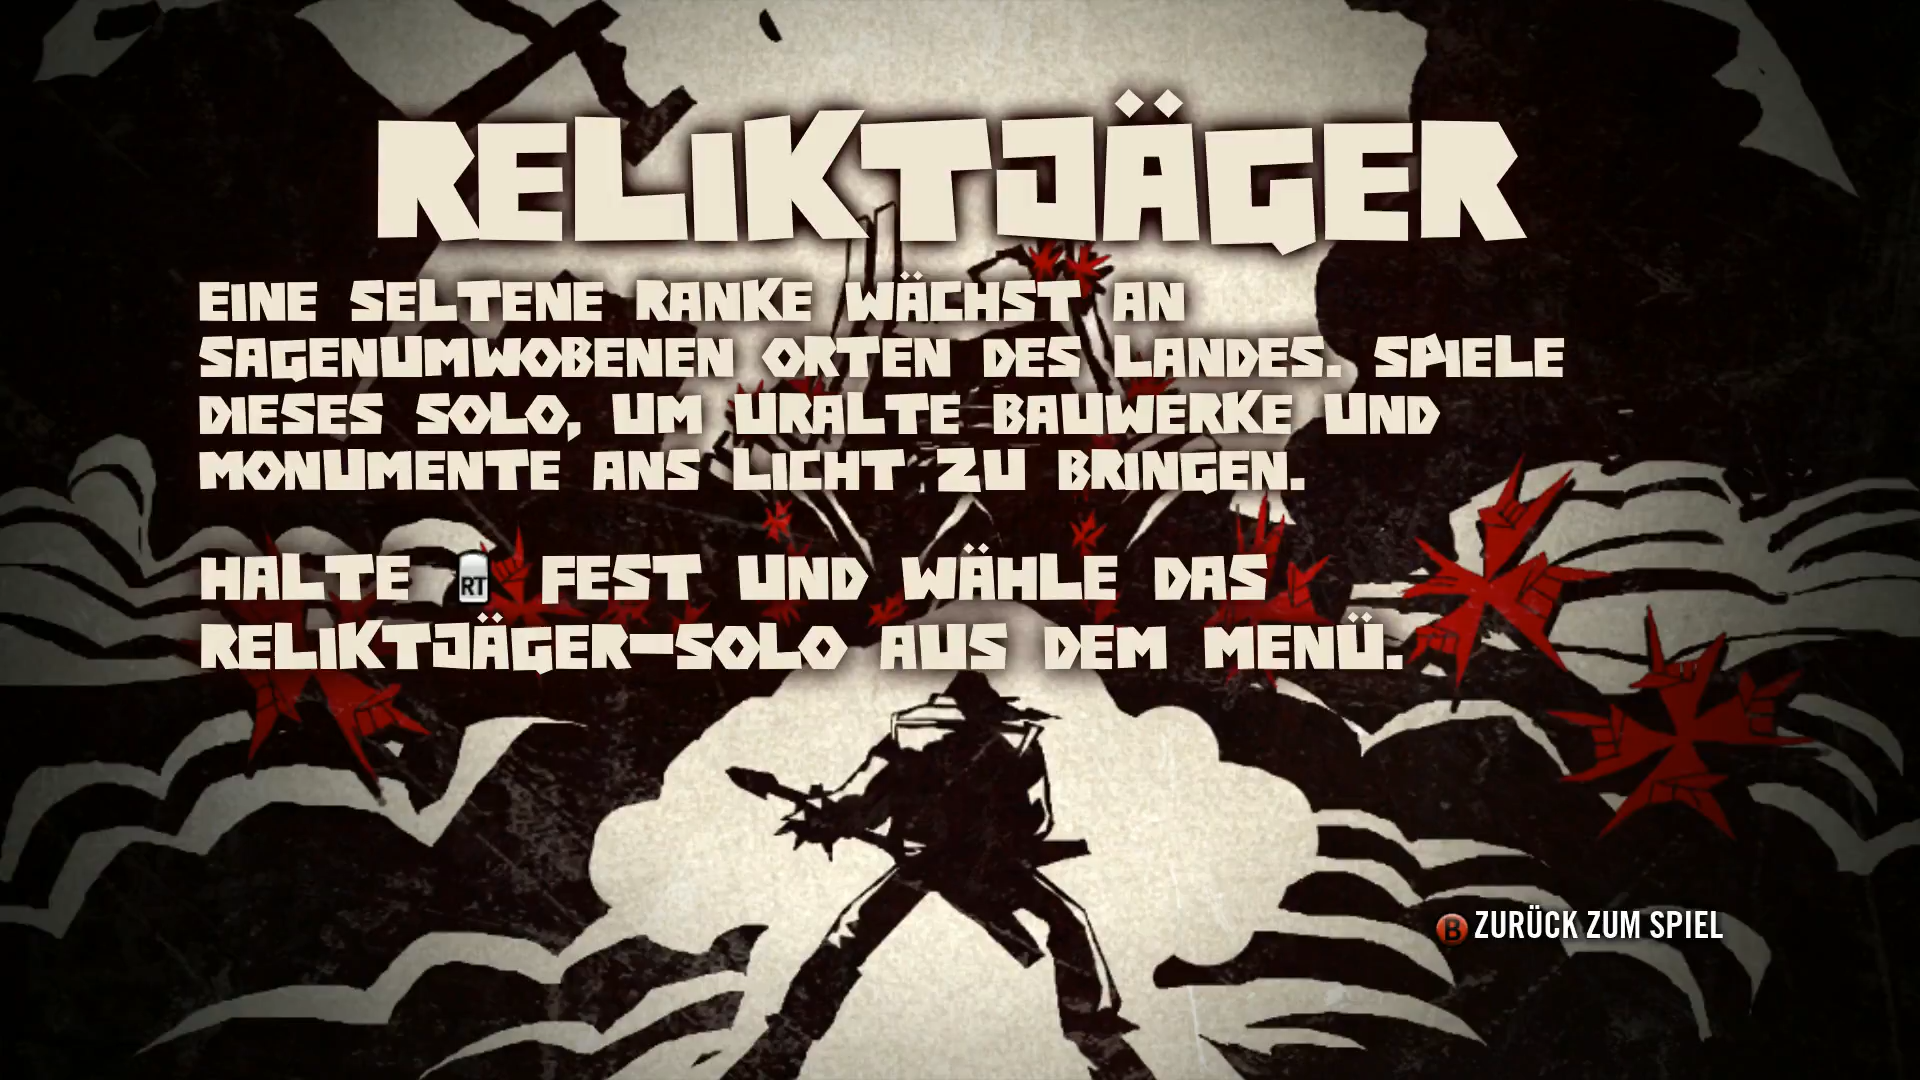 RELIKTJÄGER
EINE SELTENE RANKE WÄCHST AN
SAGENUMWOBENEN ORTEN DES LANDES. SPIELE
DIESES SOLO, UM URALTE BAUWERKE UND
MONUMENTE ANS LICHT ZU BRINGEN.
HALTE RT FEST UND WÄHLE DAS
RELIKTJÄGER-SOLO AUS DEM MENÜ.
B ZURÜCK ZUM SPIEL